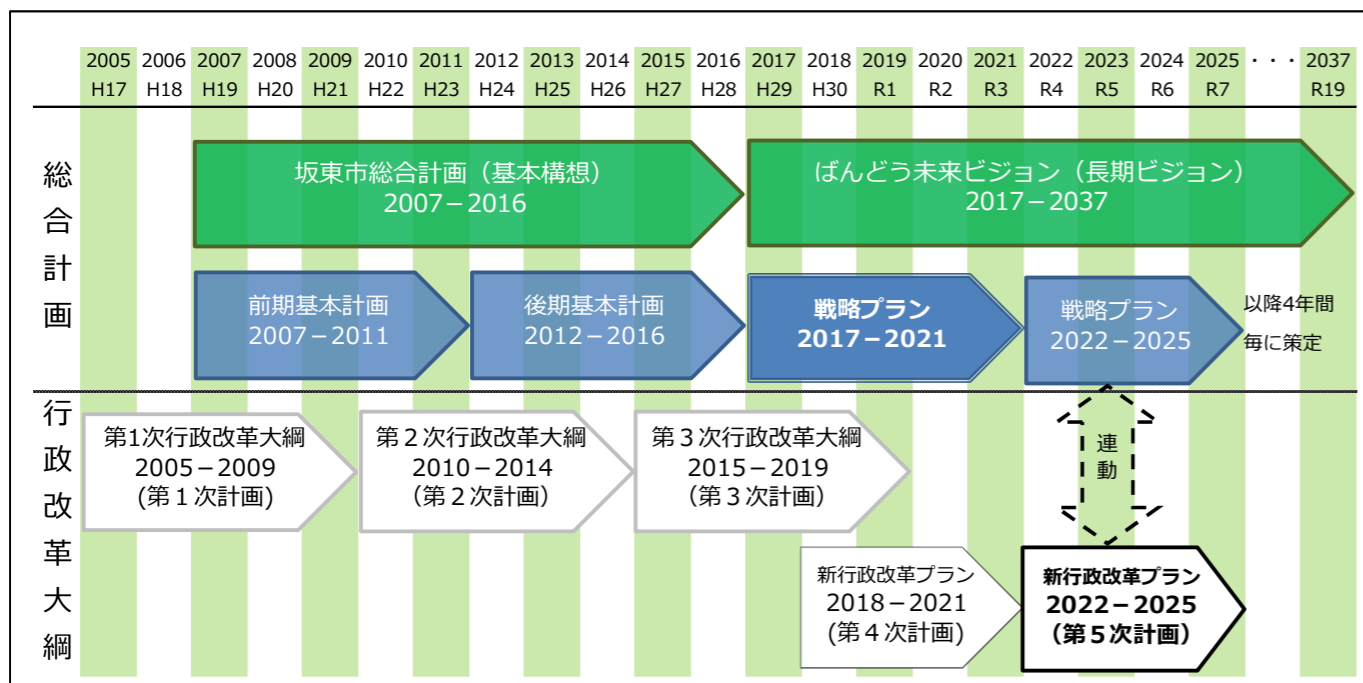 2005 2006 2007 2008 2009 2010 2011 2012 2013 2014 2015 2016 2017 2018 2019 2020 2021 2022 2023 2024 2025 ・・・ 2037
H17 H18 H19 H20 H21 H22 H23 H24 H25 H26 H27 H28 H29 H30 R1 R2 R3 R4 R5 R6 R7 R19
総合計画
坂東市総合計画（基本構想）
2007－2016
ばんどう未来ビジョン（長期ビジョン）
2017－2037
前期基本計画
2007－2011
後期基本計画
2012－2016
戦略プラン
2017－2021
戦略プラン
2022－2025
以降4年間
毎に策定
行政改革大綱
第1次行政改革大綱
2005－2009
(第１次計画)
第２次行政改革大綱
2010－2014
(第２次計画）
第３次行政改革大綱
2015－2019
（第３次計画）
連動
新行政改革プラン
2018－2021
(第４次計画)
新行政改革プラン
2022－2025
（第５次計画）